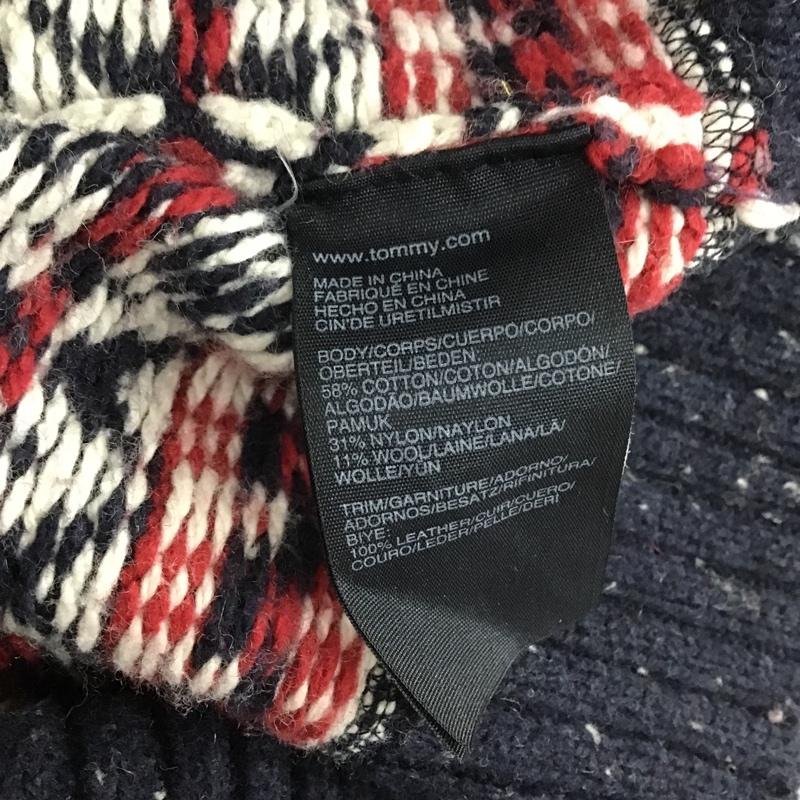 www.tommy.com
MADE IN CHINA
FABRIQUÉ EN CHINE
HECHO EN CHINA
CIN'DE URETILMISTIR
BODY/CORPS/CUERPO/CORPO/
OBERTEIL/BEDEN:
58% COTTON/COTON/ALGODÓN/
ALGODÃO/BAUMWOLLE/COTONE/
PAMUK
31% NYLON/NAYLON
11% WOOL/LAINE/LANA/LÃ/
WOLLE/YÜN
TRIM/GARNITURE/ADORNO/
ADORNOS/BESATZ/RIFINITURA/
BIYE:
100% LEATHER/CUIR/CUERO/
COURO/LEDER/PELLE/DERI